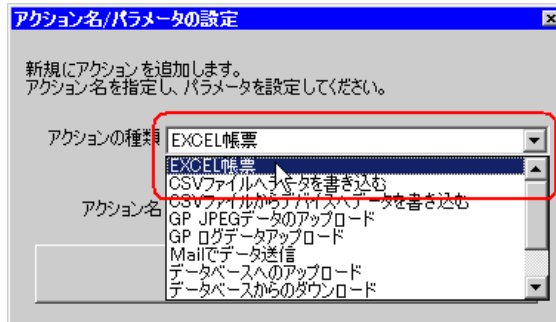 アクション名/パラメータの設定
新規にアクションを追加します。
アクション名を指定し、パラメータを設定してください。
アクションの種類 EXCEL帳票
EXCEL帳票
CSVファイルへデータを書き込む
アクション名 CSVファイルからデバイスへデータを書き込む
GP JPEGデータのアップロード
GP ログデータアップロード
Mailでデータ送信
データベースへのアップロード
データベースからのダウンロード